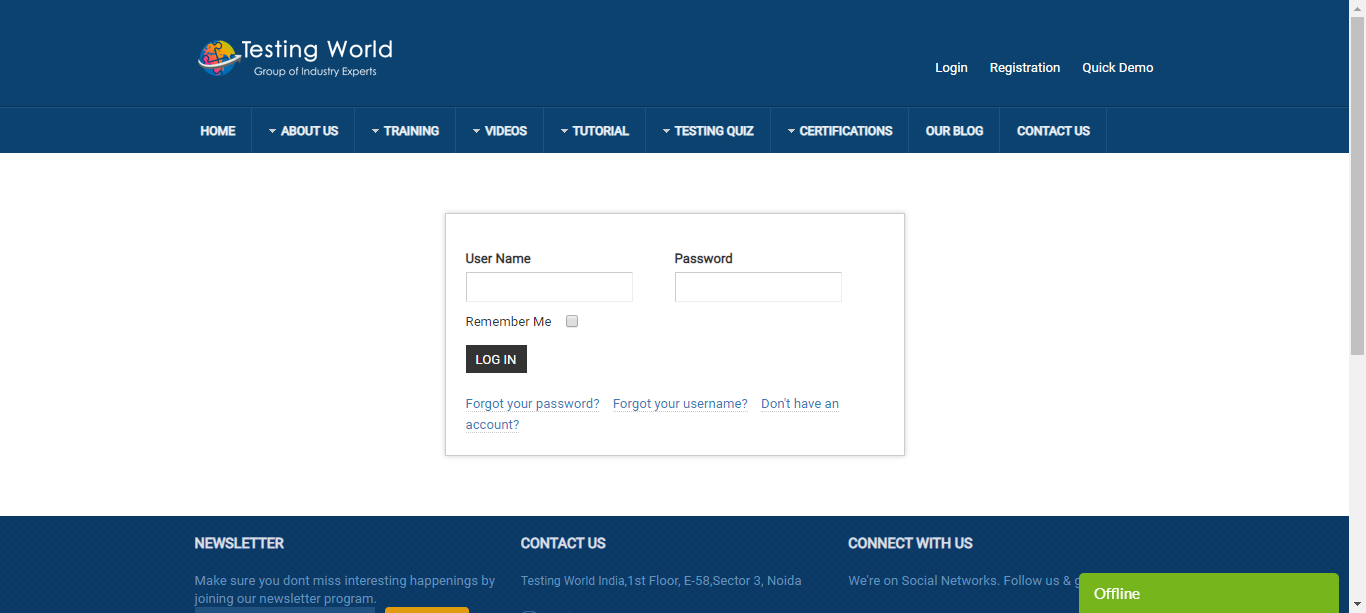 Testing World
Group of Industry Experts
Login Registration Quick Demo
HOME ABOUT US TRAINING VIDEOS TUTORIAL TESTING QUIZ CERTIFICATIONS OUR BLOG CONTACT US
User Name Password
Remember Me
LOG IN
Forgot your password? Forgot your username? Don't have an
account?
NEWSLETTER
Make sure you dont miss interesting happenings by
joining our newsletter program.
CONTACT US
Testing World India,1st Floor, E-58,Sector 3, Noida
CONNECT WITH US
We're on Social Networks. Follow us &
Offline